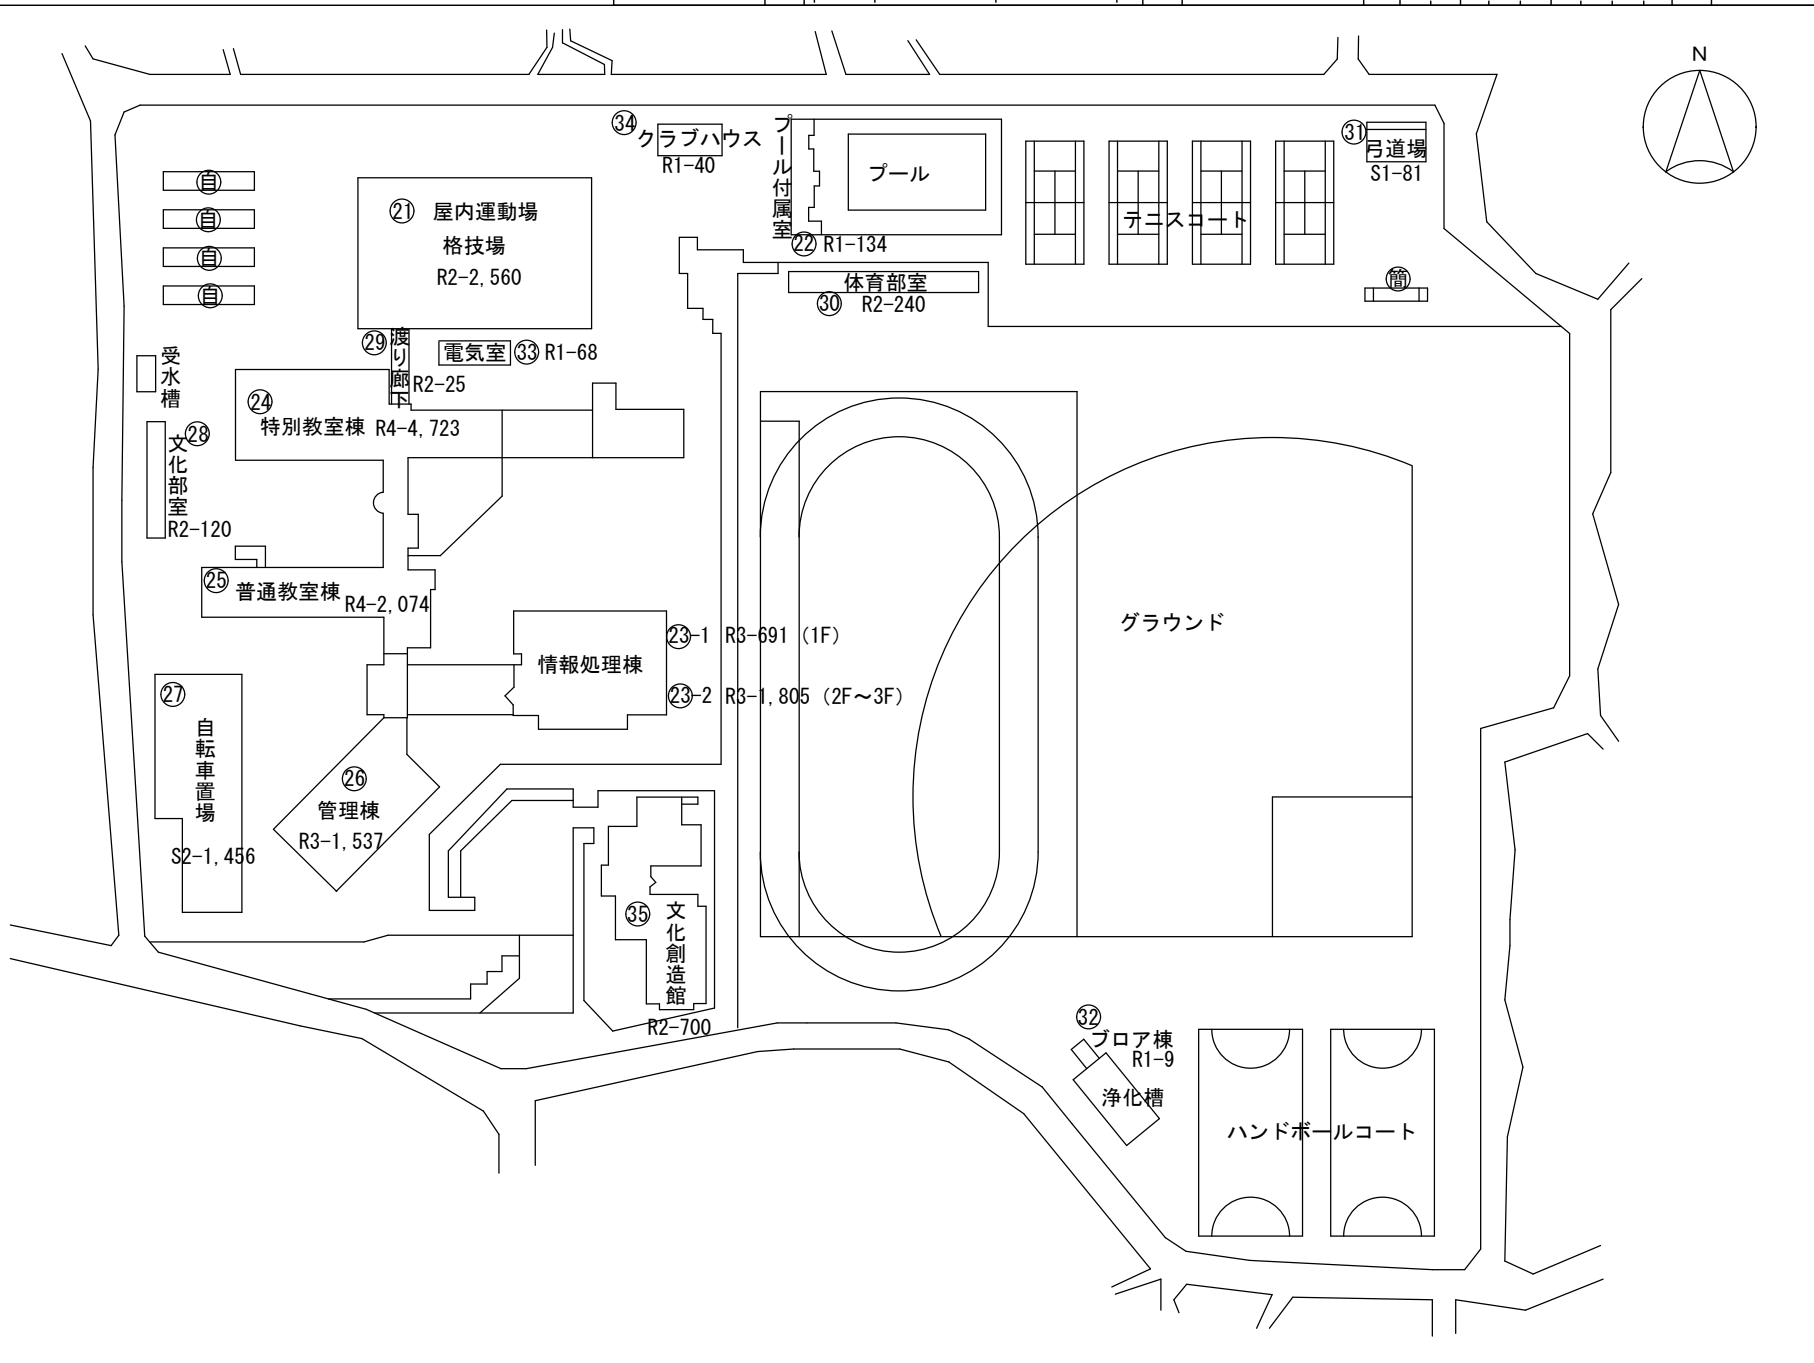 N
㉞
クラブハウス
R1-40
プール付属室
プール
㉒ R1-134
テニスコート
㉛
弓道場
S1-81
簡
自
自
自
自
㉑ 屋内運動場
格技場
R2-2,560
体育部室
㉚ R2-240
㉙
渡り廊下
R2-25
電気室 ㉝ R1-68
受水槽
㉔
特別教室棟 R4-4,723
㉘
文化部室
R2-120
㉕ 普通教室棟
R4-2,074
情報処理棟
㉓-1 R3-691 (1F)
㉓-2 R3-1,805 (2F～3F)
グラウンド
㉗
自転車置場
S2-1,456
㉖
管理棟
R3-1,537
㉟
文化創造館
R2-700
㉜
ブロア棟
R1-9
浄化槽
ハンドボールコート